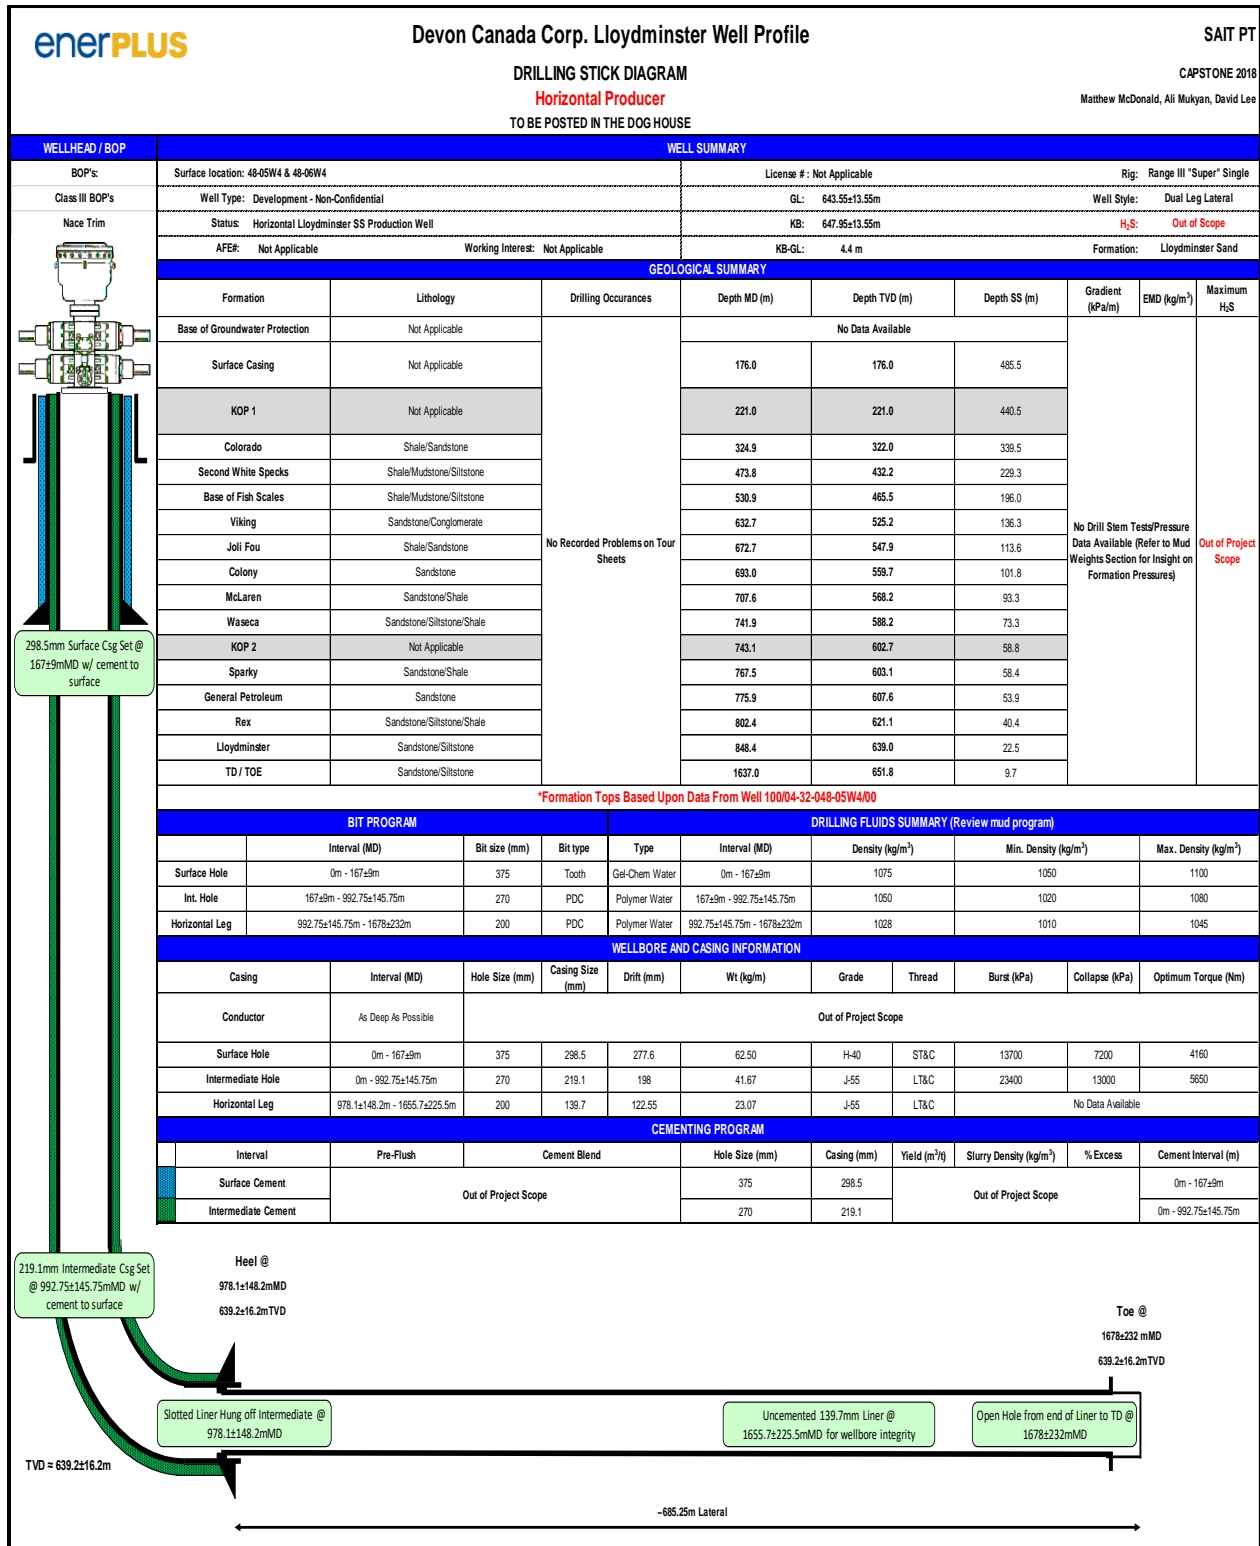 enerPLUS
Devon Canada Corp. Lloydminster Well Profile
SAIT PT
DRILLING STICK DIAGRAM
CAPSTONE 2018
Horizontal Producer
Matthew McDonald, Ali Mukyan, David Lee
TO BE POSTED IN THE DOG HOUSE
WELLHEAD / BOP
WELL SUMMARY
BOP's:
Surface location: 48-05W4 & 48-06W4
License # : Not Applicable
Rig: Range III "Super" Single
Class III BOP's
Well Type: Development - Non-Confidential
GL: 643.55±13.55m
Well Style: Dual Leg Lateral
Nace Trim
Status: Horizontal Lloydminster SS Production Well
KB: 647.95±13.55m
H₂S: Out of Scope
AFE#: Not Applicable
Working Interest: Not Applicable
KB-GL: 4.4 m
Formation: Lloydminster Sand
GEOLOGICAL SUMMARY
Formation Lithology Drilling Occurances Depth MD (m) Depth TVD (m) Depth SS (m) Gradient (kPa/m) EMD (kg/m³) Maximum H₂S
Base of Groundwater Protection Not Applicable No Data Available
Surface Casing Not Applicable 176.0 176.0 485.5
KOP 1 Not Applicable 221.0 221.0 440.5
Colorado Shale/Sandstone 324.9 322.0 339.5
Second White Specks Shale/Mudstone/Siltstone 473.8 432.2 229.3
Base of Fish Scales Shale/Mudstone/Siltstone 530.9 465.5 196.0
Viking Sandstone/Conglomerate 632.7 525.2 136.3
Joli Fou Shale/Sandstone 672.7 547.9 113.6
Colony Sandstone 693.0 559.7 101.8
McLaren Sandstone/Shale 707.6 568.2 93.3
Waseca Sandstone/Siltstone/Shale 741.9 588.2 73.3
KOP 2 Not Applicable 743.1 602.7 58.8
Sparky Sandstone/Shale 767.5 603.1 58.4
General Petroleum Sandstone 775.9 607.6 53.9
Rex Sandstone/Siltstone/Shale 802.4 621.1 40.4
Lloydminster Sandstone/Siltstone 848.4 639.0 22.5
TD / TOE Sandstone/Siltstone 1637.0 651.8 9.7
No Recorded Problems on Tour
Sheets
No Drill Stem Tests/Pressure
Data Available (Refer to Mud
Weights Section for Insight on
Formation Pressures)
Out of Project
Scope
*Formation Tops Based Upon Data From Well 100/04-32-048-05W4/00
298.5mm Surface Csg Set @
167±9mMD w/ cement to
surface
BIT PROGRAM
DRILLING FLUIDS SUMMARY (Review mud program)
Interval (MD) Bit size (mm) Bit type Type Interval (MD) Density (kg/m³) Min. Density (kg/m³) Max. Density (kg/m³)
Surface Hole 0m - 167±9m 375 Tooth Gel-Chem Water 0m - 167±9m 1075 1050 1100
Int. Hole 167±9m - 992.75±145.75m 270 PDC Polymer Water 167±9m - 992.75±145.75m 1050 1020 1080
Horizontal Leg 992.75±145.75m - 1678±232m 200 PDC Polymer Water 992.75±145.75m - 1678±232m 1028 1010 1045
WELLBORE AND CASING INFORMATION
Casing Interval (MD) Hole Size (mm) Casing Size (mm) Drift (mm) Wt (kg/m) Grade Thread Burst (kPa) Collapse (kPa) Optimum Torque (Nm)
Conductor As Deep As Possible Out of Project Scope
Surface Hole 0m - 167±9m 375 298.5 277.6 62.50 H-40 ST&C 13700 7200 4160
Intermediate Hole 0m - 992.75±145.75m 270 219.1 198 41.67 J-55 LT&C 23400 13000 5650
Horizontal Leg 978.1±148.2m - 1655.7±225.5m 200 139.7 122.55 23.07 J-55 LT&C No Data Available
CEMENTING PROGRAM
Interval Pre-Flush Cement Blend Hole Size (mm) Casing (mm) Yield (m³/t) Slurry Density (kg/m³) % Excess Cement Interval (m)
Surface Cement 375 298.5 0m - 167±9m
Out of Project Scope Out of Project Scope
Intermediate Cement 270 219.1 0m - 992.75±145.75m
219.1mm Intermediate Csg Set
@ 992.75±145.75mMD w/
cement to surface
Heel @
978.1±148.2mMD
639.2±16.2mTVD
Toe @
1678±232 mMD
639.2±16.2mTVD
Slotted Liner Hung off Intermediate @
978.1±148.2mMD
Uncemented 139.7mm Liner @
1655.7±225.5mMD for wellbore integrity
Open Hole from end of Liner to TD @
1678±232mMD
TVD = 639.2±16.2m
~685.25m Lateral